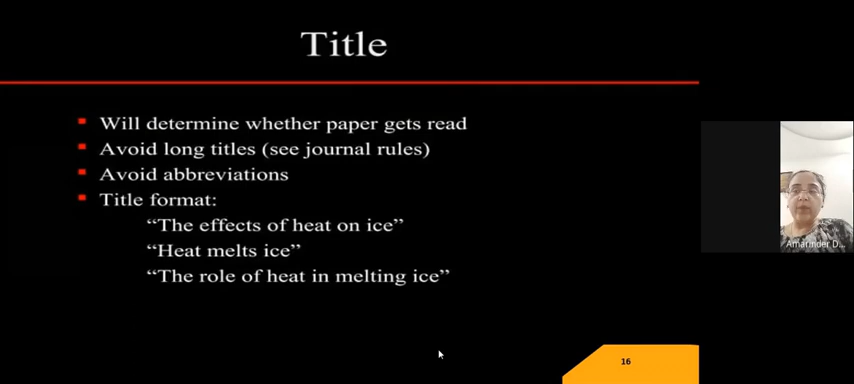 Title
Will determine whether paper gets read
Avoid long titles (see journal rules)
Avoid abbreviations
Title format:
“The effects of heat on ice”
“Heat melts ice”
“The role of heat in melting ice”
Amarinder D...
16